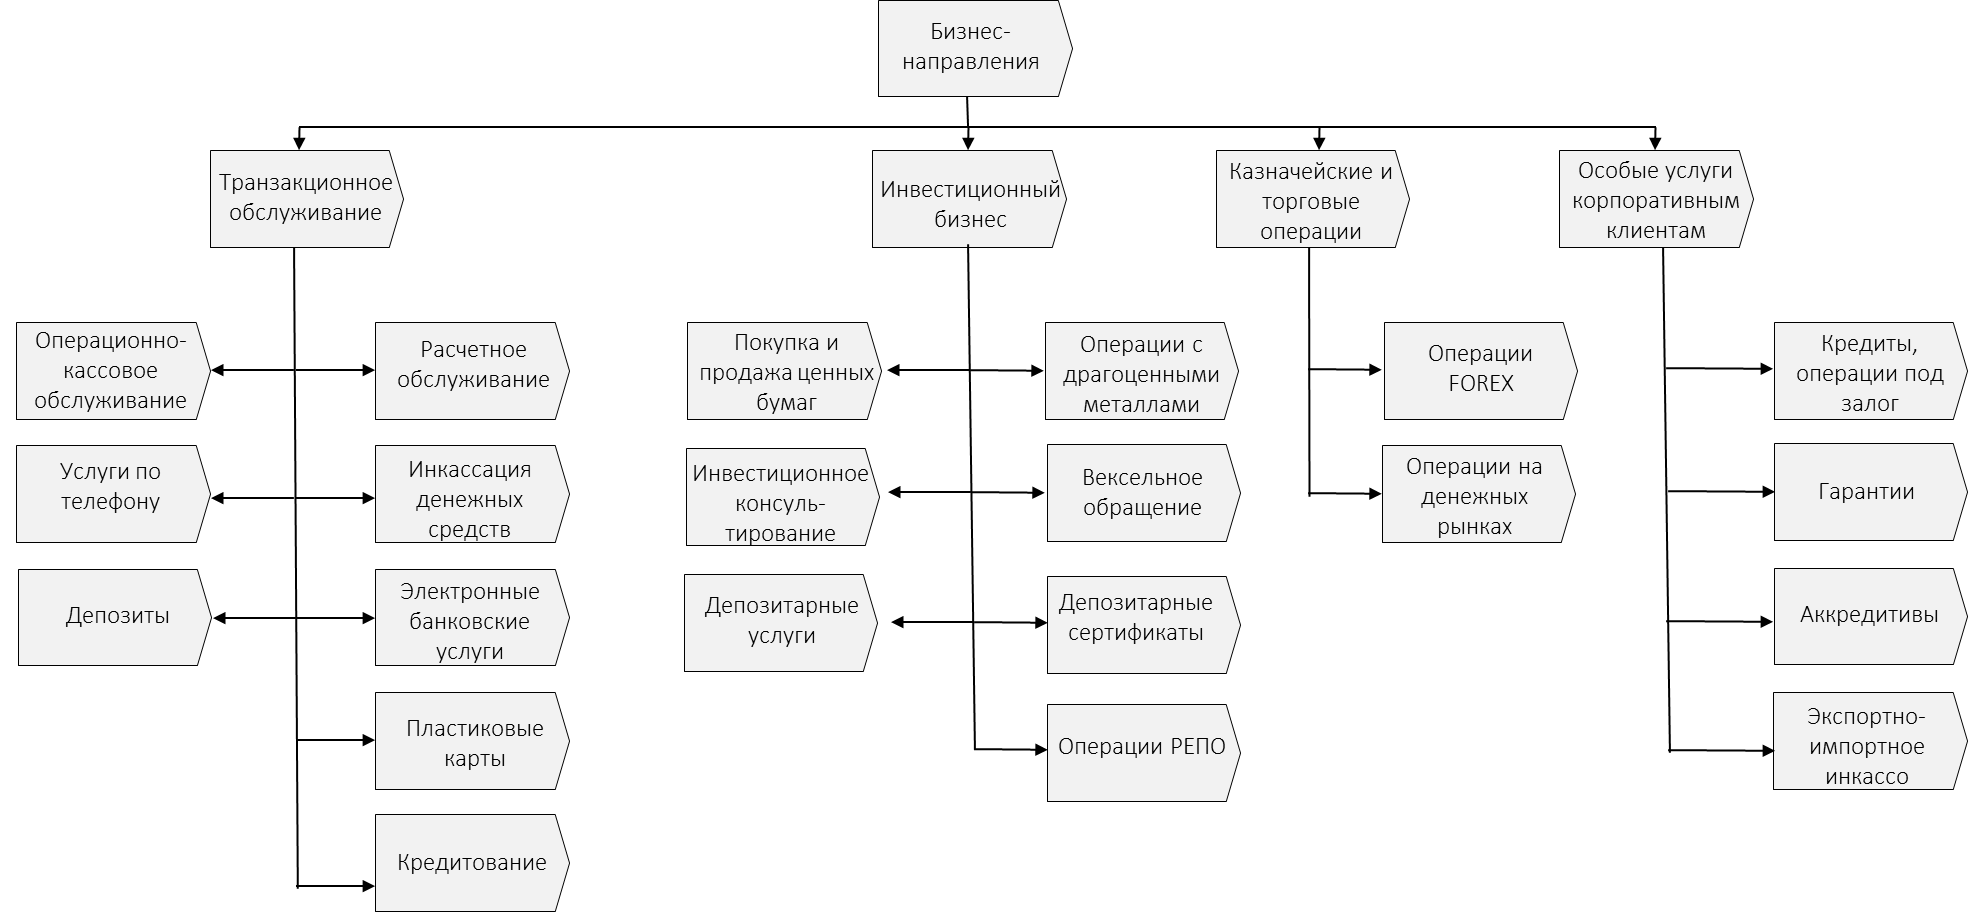 Бизнес-
направления
Транзакционное
обслуживание
Инвестиционный
бизнес
Казначейские и
торговые
операции
Особые услуги
корпоративным
клиентам
Операционно-
кассовое
обслуживание
Расчетное
обслуживание
Услуги по
телефону
Инкассация
денежных
средств
Депозиты
Электронные
банковские
услуги
Пластиковые
карты
Кредитование
Покупка и
продажа ценных
бумаг
Операции с
драгоценными
металлами
Инвестиционное
консуль-
тирование
Вексельное
обращение
Депозитарные
услуги
Депозитарные
сертификаты
Операции РЕПО
Операции
FOREX
Операции на
денежных
рынках
Кредиты,
операции под
залог
Гарантии
Аккредитивы
Экспортно-
импортное
инкассо